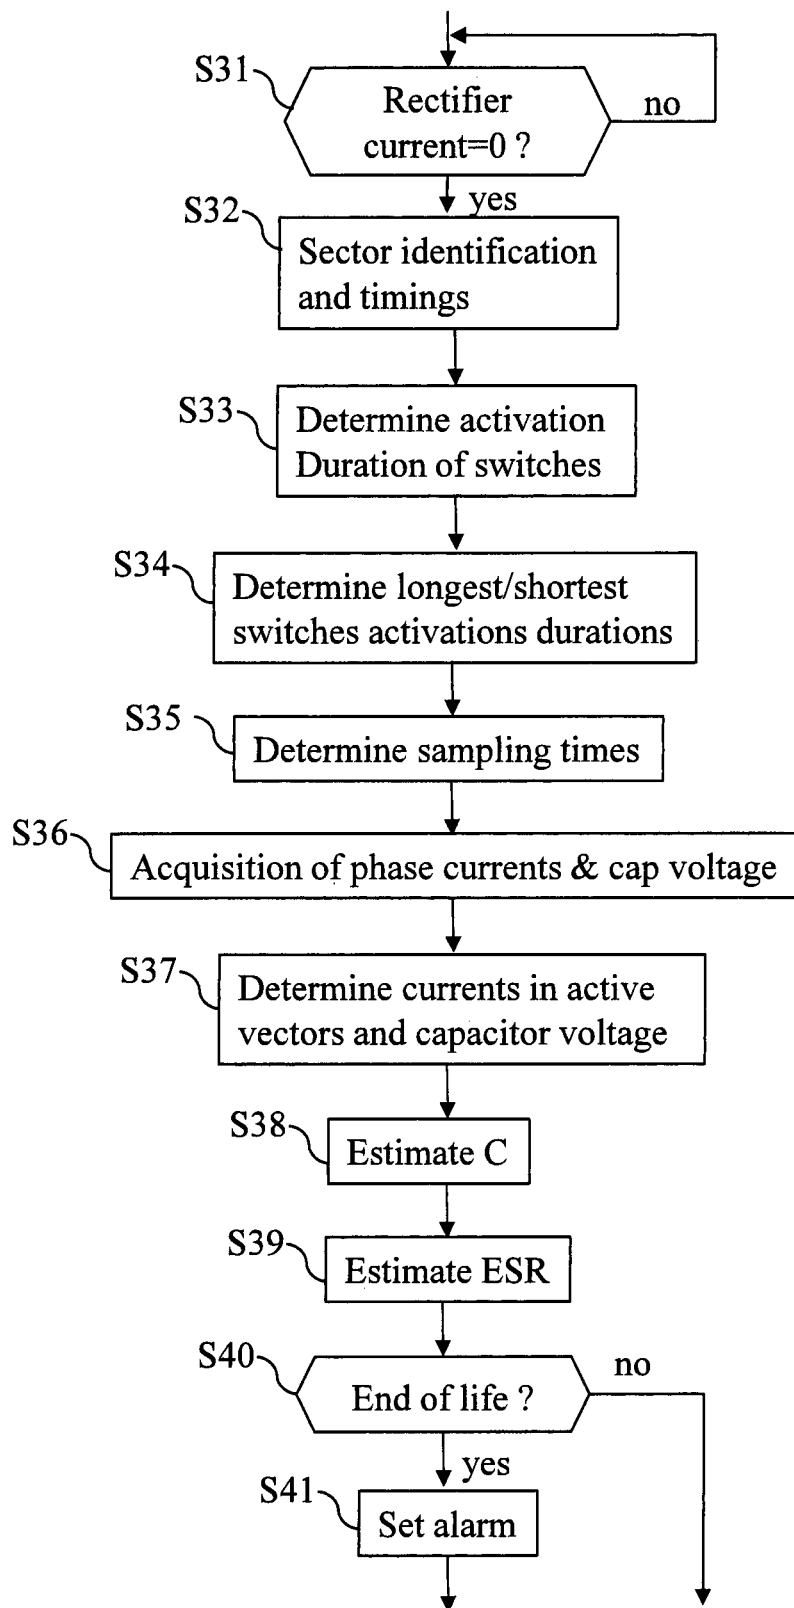 S31
Rectifier
current=0 ?
no
yes
S32
Sector identification
and timings
S33
Determine activation
Duration of switches
S34
Determine longest/shortest
switches activations durations
S35
Determine sampling times
S36
Acquisition of phase currents & cap voltage
S37
Determine currents in active
vectors and capacitor voltage
S38
Estimate C
S39
Estimate ESR
S40
End of life ?
no
yes
S41
Set alarm